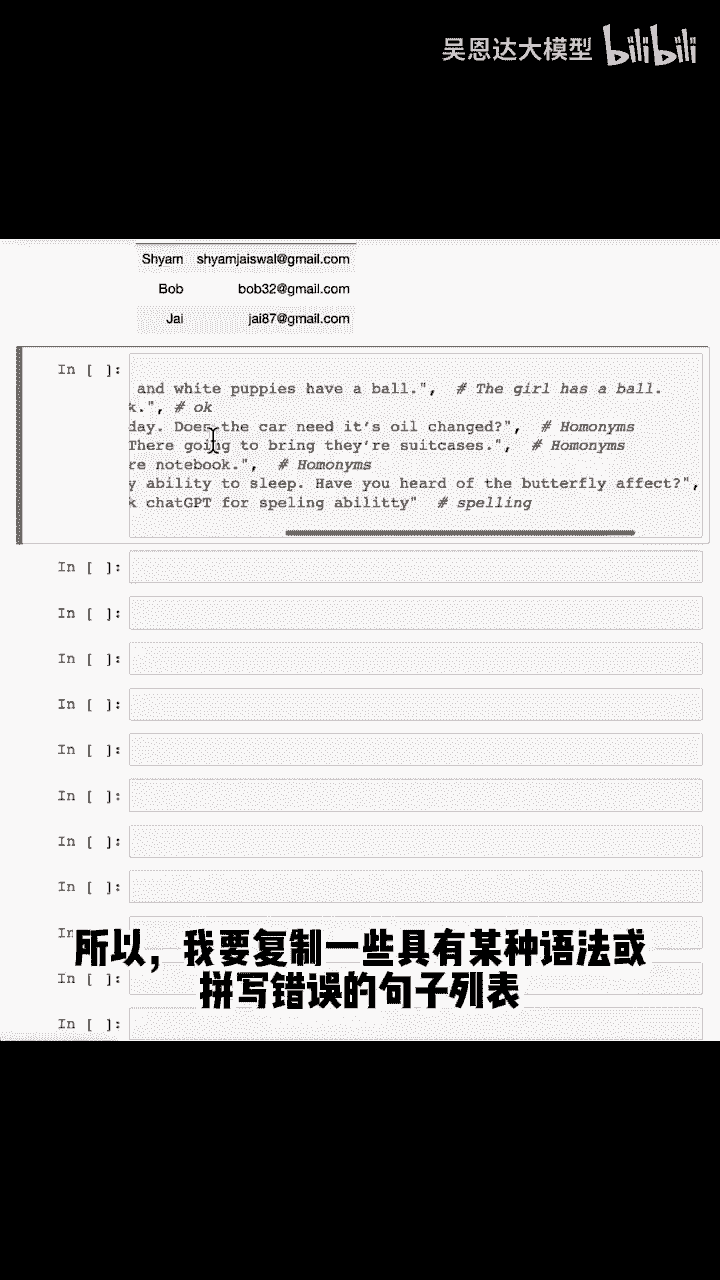 吴恩达大模型 bilibili
Shyam shyamjaiswal@gmail.com
Bob bob32@gmail.com
Jai jai87@gmail.com
In [ ]:
and white puppies have a ball.", # The girl has a ball.
k.", # ok
day. Does the car need it's oil changed?", # Homonyms
There going to bring they're suitcases.", # Homonyms
re notebook.", # Homonyms
y ability to sleep. Have you heard of the butterfly affect?",
k chatGPT for speling abilitty" # spelling
In [ ]:
In [ ]:
In [ ]:
In [ ]:
In [ ]:
In [ ]:
In [ ]:
In [ ]:
In
所以，我要复制一些具有某种语法或
In [ ]:
拼写错误的句子列表
In [ ]: